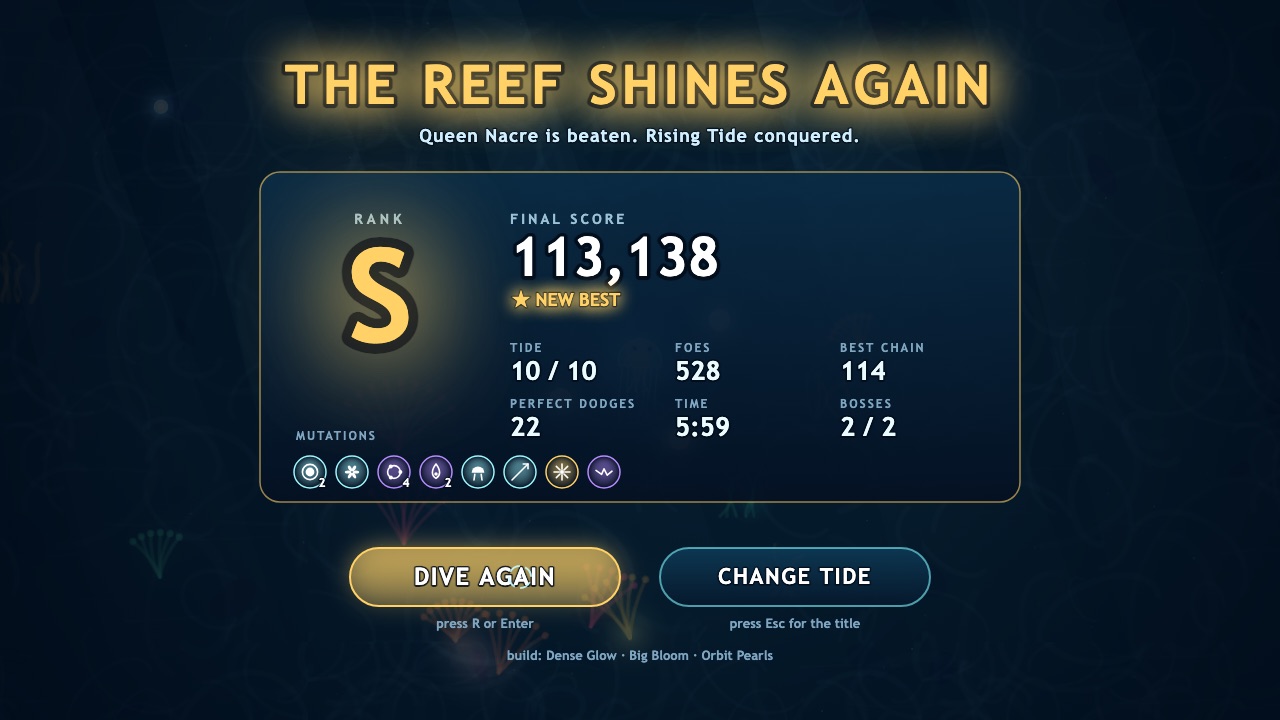 THE REEF SHINES AGAIN
Queen Nacre is beaten. Rising Tide conquered.
RANK
S
FINAL SCORE
113,138
★ NEW BEST
TIDE
10 / 10
FOES
528
BEST CHAIN
114
PERFECT DODGES
22
TIME
5:59
BOSSES
2 / 2
MUTATIONS
2 4 2
DIVE AGAIN
press R or Enter
CHANGE TIDE
press Esc for the title
build: Dense Glow · Big Bloom · Orbit Pearls